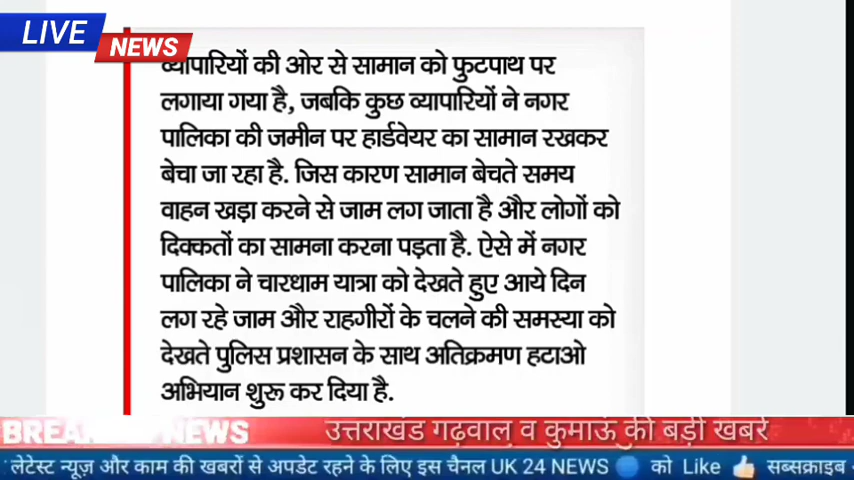 LIVE
NEWS
व्यापारियों की ओर से सामान को फुटपाथ पर
लगाया गया है, जबकि कुछ व्यापारियों ने नगर
पालिका की जमीन पर हार्डवेयर का सामान रखकर
बेचा जा रहा है. जिस कारण सामान बेचते समय
वाहन खड़ा करने से जाम लग जाता है और लोगों को
दिक्कतों का सामना करना पड़ता है. ऐसे में नगर
पालिका ने चारधाम यात्रा को देखते हुए आये दिन
लग रहे जाम और राहगीरों के चलने की समस्या को
देखते पुलिस प्रशासन के साथ अतिक्रमण हटाओ
अभियान शुरू कर दिया है.
NEWS उत्तराखंड गढ़वाल व कुमाऊं की बड़ी खबरें
लेटेस्ट न्यूज़ और काम की खबरों से अपडेट रहने के लिए इस चैनल UK 24 NEWS 🔵 को Like 👍 सब्सक्राइब